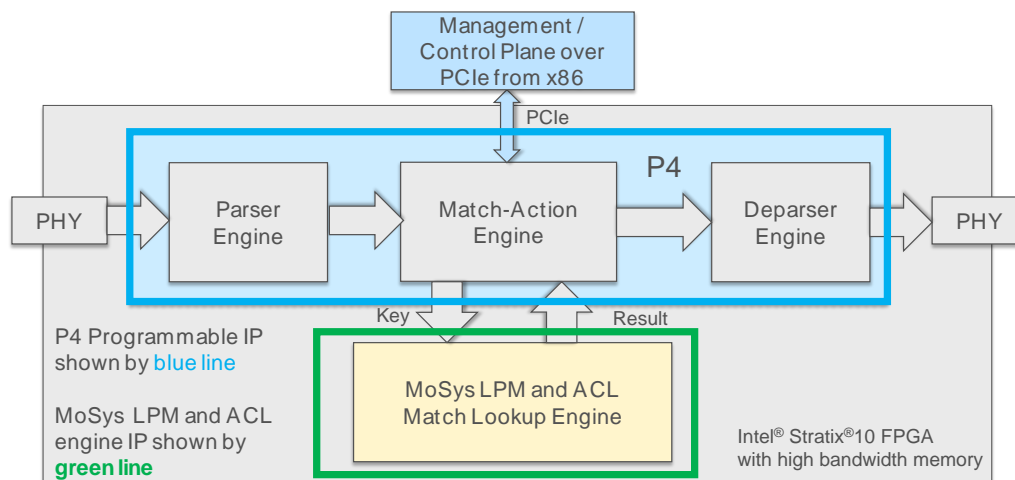 Management /
Control Plane over
PCIe from x86
PCIe
P4
PHY
Parser
Engine
Match-Action
Engine
Deparser
Engine
PHY
Key
Result
P4 Programmable IP
shown by blue line
MoSys LPM and ACL
engine IP shown by
green line
MoSys LPM and ACL
Match Lookup Engine
Intel® Stratix®10 FPGA
with high bandwidth memory